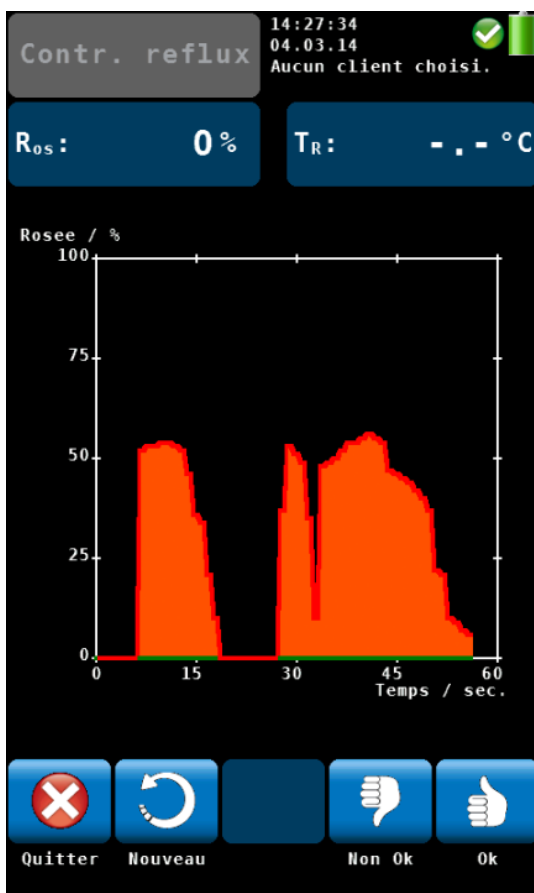 14:27:34
Contr. reflux
04.03.14
Aucun client choisi.
Ros: 0 % TR: -.- °C
Rosee / %
100
75
50
25
0
0 15 30 45 60
Temps / sec.
Quitter Nouveau Non Ok Ok